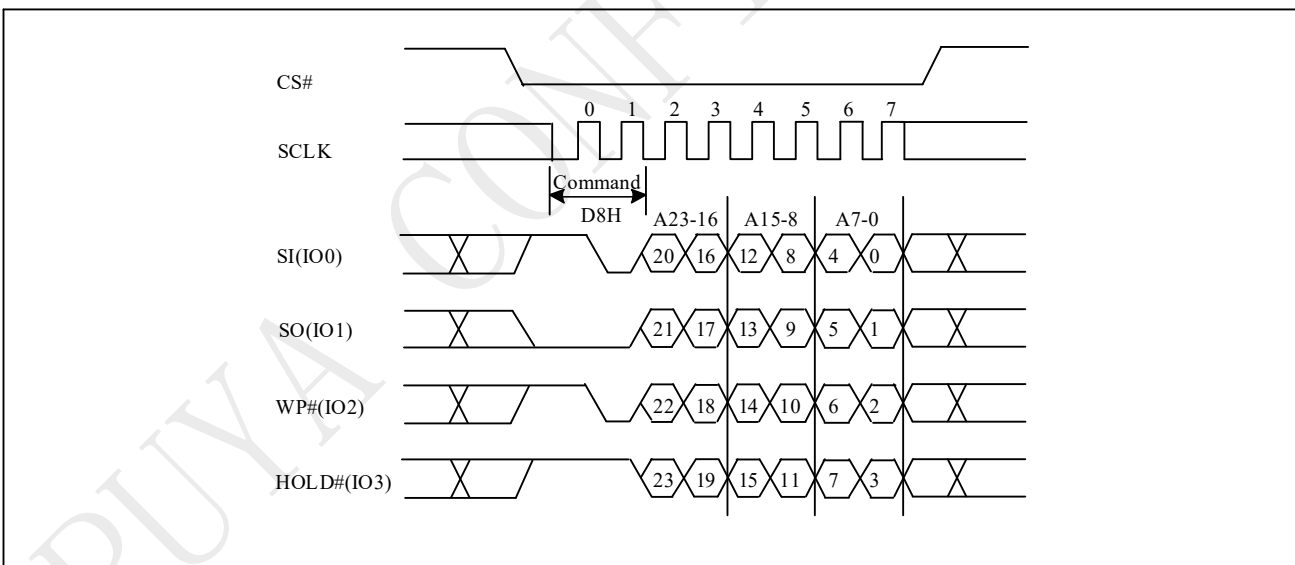 PUYA CONF
CS#
0 1 2 3 4 5 6 7
SCLK
Command
D8H
A23-16 A15-8 A7-0
SI(IO0) 20 16 12 8 4 0
SO(IO1) 21 17 13 9 5 1
WP#(IO2) 22 18 14 10 6 2
HOLD#(IO3) 23 19 15 11 7 3